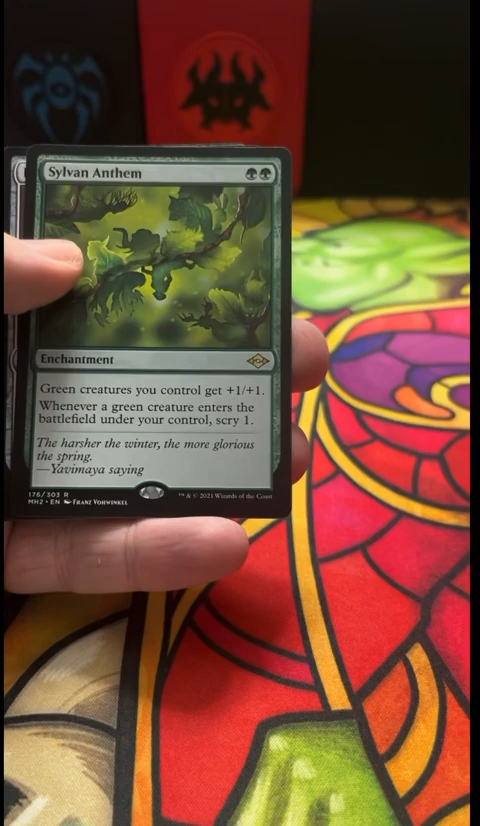 Sylvan Anthem
Enchantment
Green creatures you control get +1/+1.
Whenever a green creature enters the
battlefield under your control, scry 1.
The harsher the winter, the more glorious
the spring.
—Yavimaya saying
176/303 R
MH2 • EN Franz Vohwinkel
™ & © 2021 Wizards of the Coast